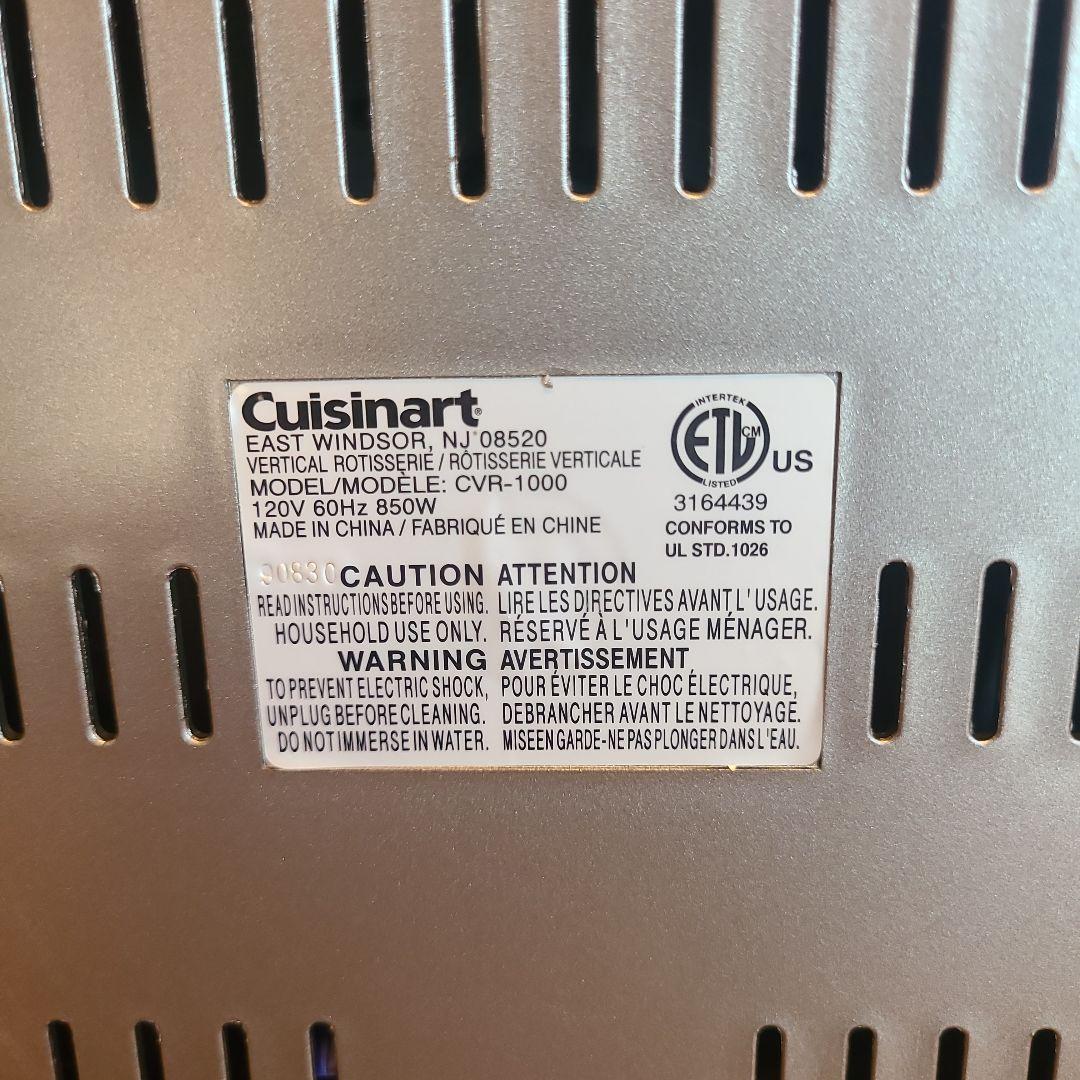 Cuisinart®
EAST WINDSOR, NJ 08520
VERTICAL ROTISSERIE / RÔTISSERIE VERTICALE
MODEL/MODÈLE: CVR-1000
120V 60Hz 850W
MADE IN CHINA / FABRIQUÉ EN CHINE
INTERTEK
ETL CM
LISTED
US
3164439
CONFORMS TO
UL STD.1026
90830 CAUTION
READ INSTRUCTIONS BEFORE USING.
HOUSEHOLD USE ONLY.
WARNING
TO PREVENT ELECTRIC SHOCK,
UNPLUG BEFORE CLEANING.
DO NOT IMMERSE IN WATER.
ATTENTION
LIRE LES DIRECTIVES AVANT L'USAGE.
RÉSERVÉ À L'USAGE MÉNAGER.
AVERTISSEMENT
POUR ÉVITER LE CHOC ÉLECTRIQUE,
DEBRANCHER AVANT LE NETTOYAGE.
MISE EN GARDE-NE PAS PLONGER DANS L'EAU.